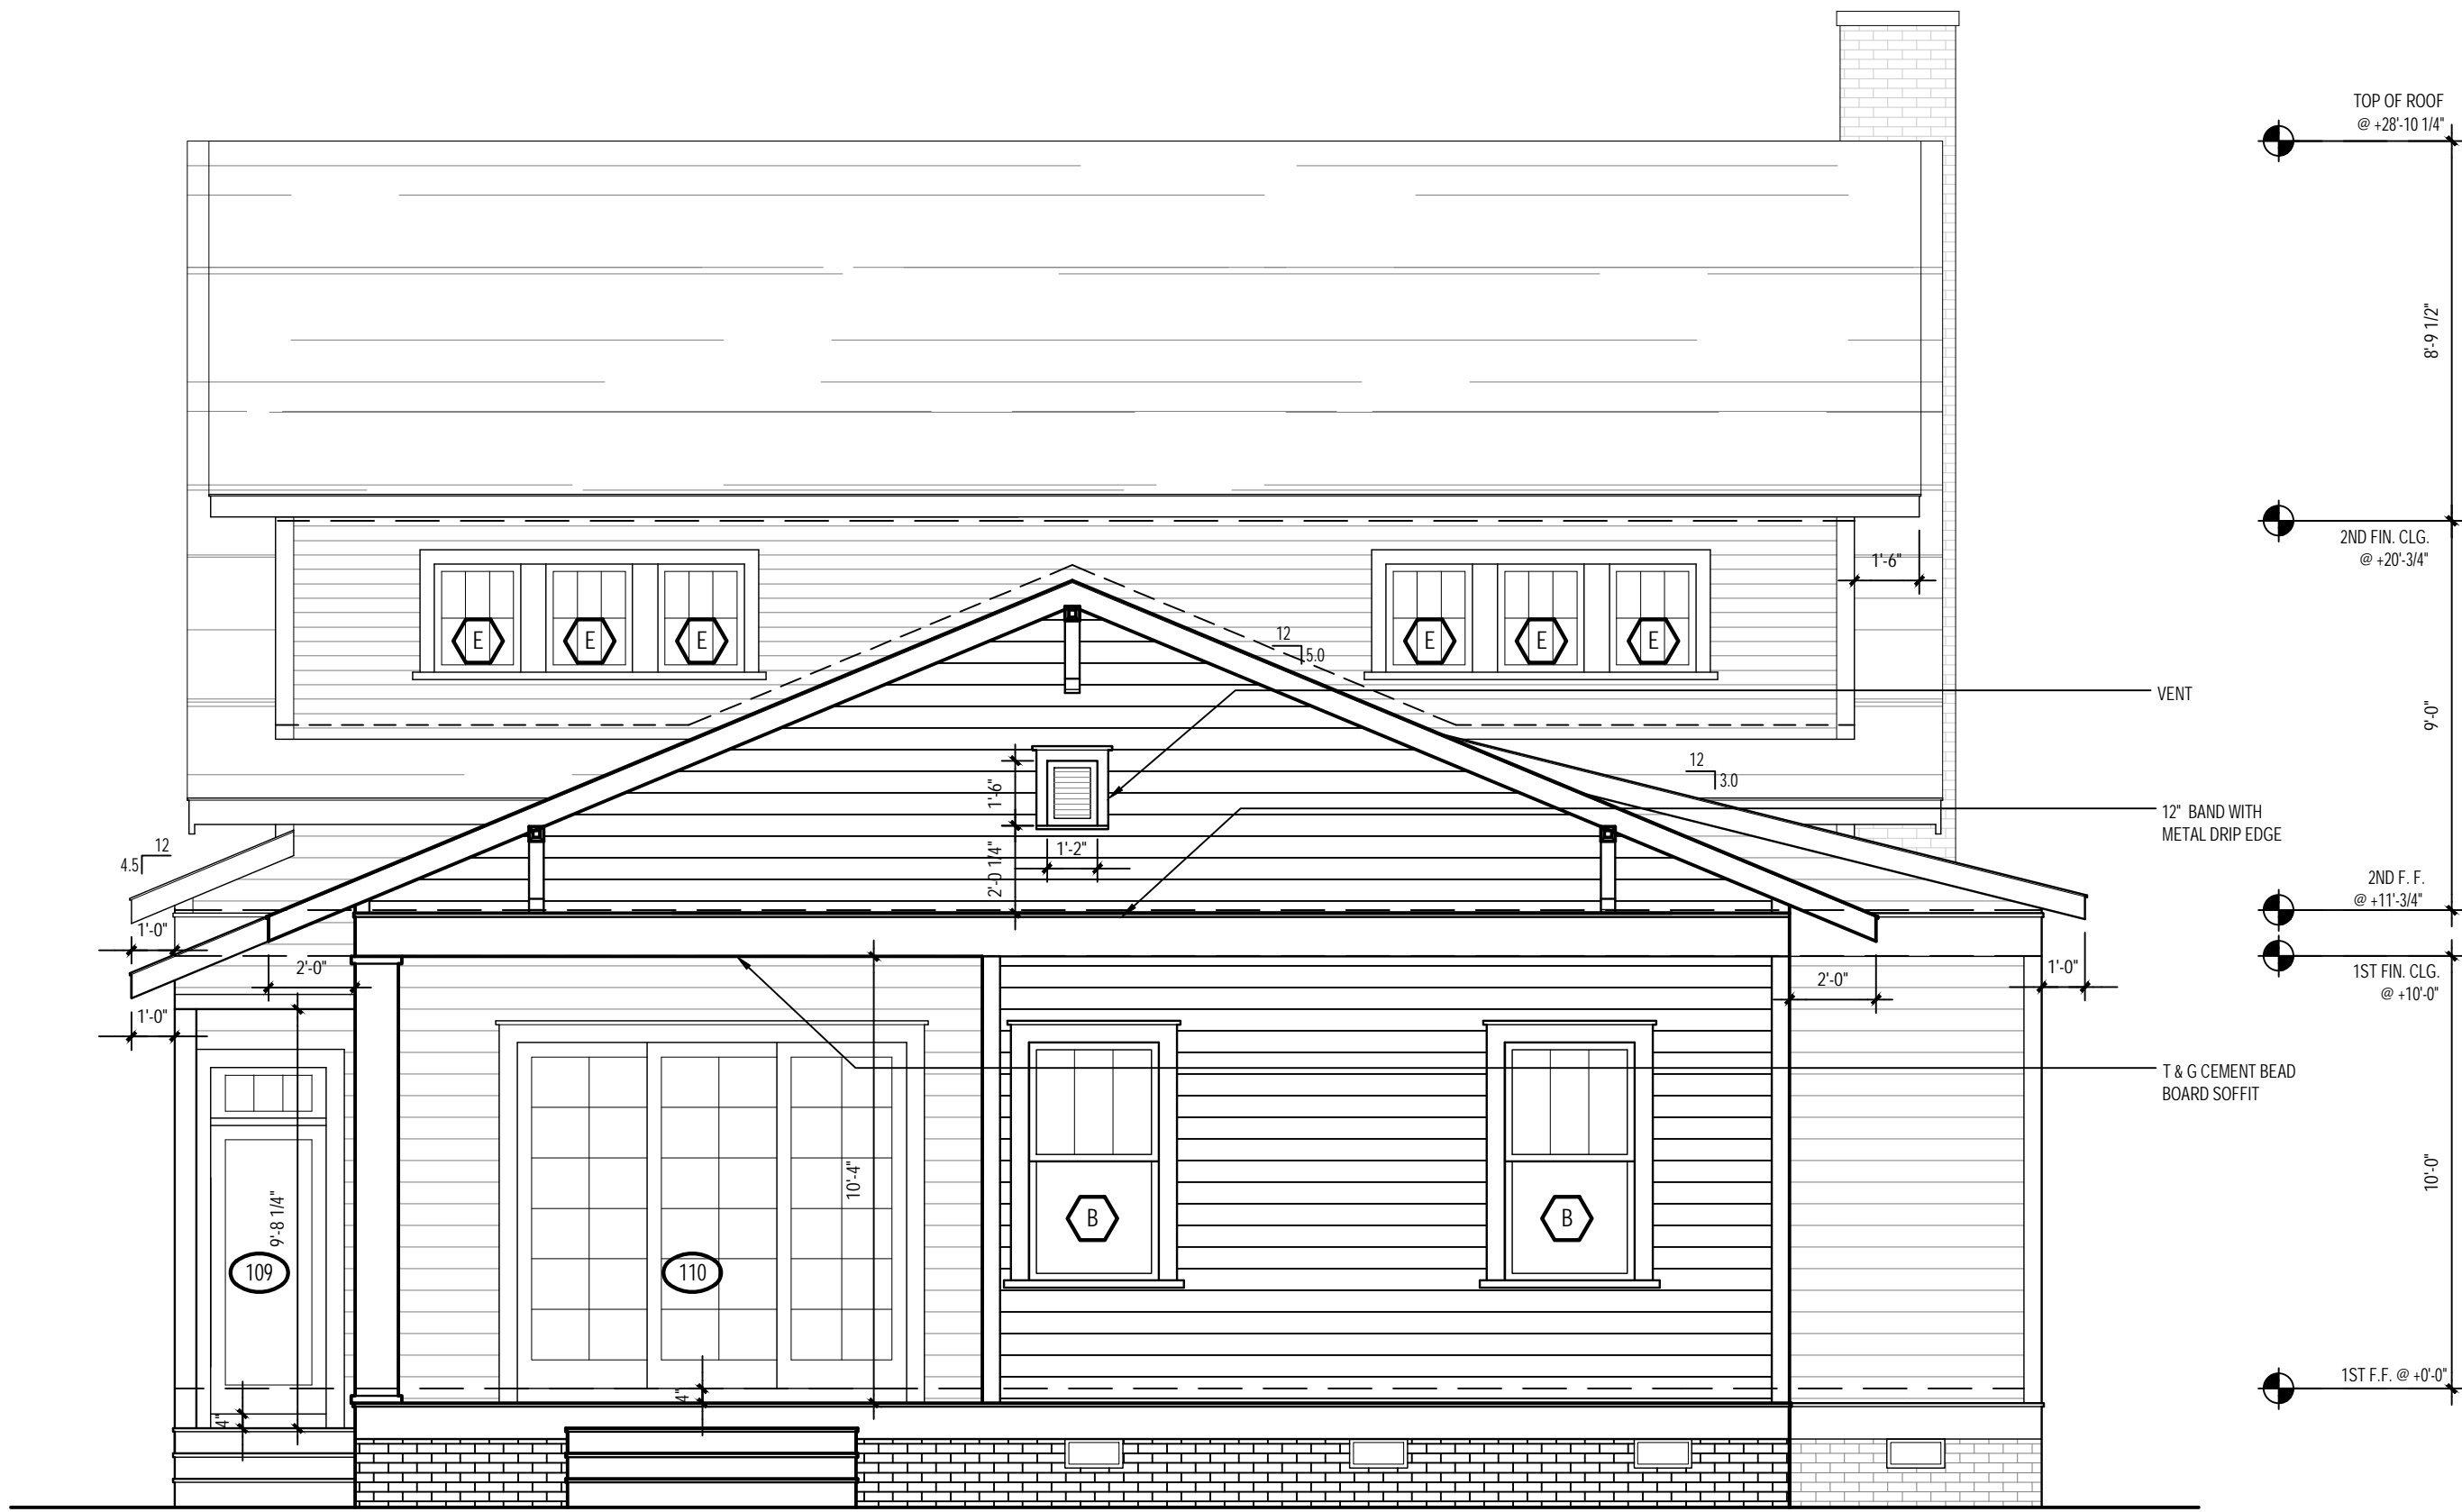 TOP OF ROOF
@ +28'-10 1/4"
8'-9 1/2"
2ND FIN. CLG.
@ +20'-3/4"
1'-6"
E E E E E E
12
5.0
VENT
9'-0"
12
3.0
1'-6"
12" BAND WITH
METAL DRIP EDGE
1'-2"
2'-0 1/4"
12
4.5
2ND F. F.
@ +11'-3/4"
1'-0"
2'-0"
2'-0"
1'-0"
1ST FIN. CLG.
@ +10'-0"
1'-0"
T & G CEMENT BEAD
BOARD SOFFIT
10'-4"
10'-0"
9'-8 1/4"
B B
109
110
1ST F.F. @ +0'-0"
4"
4"